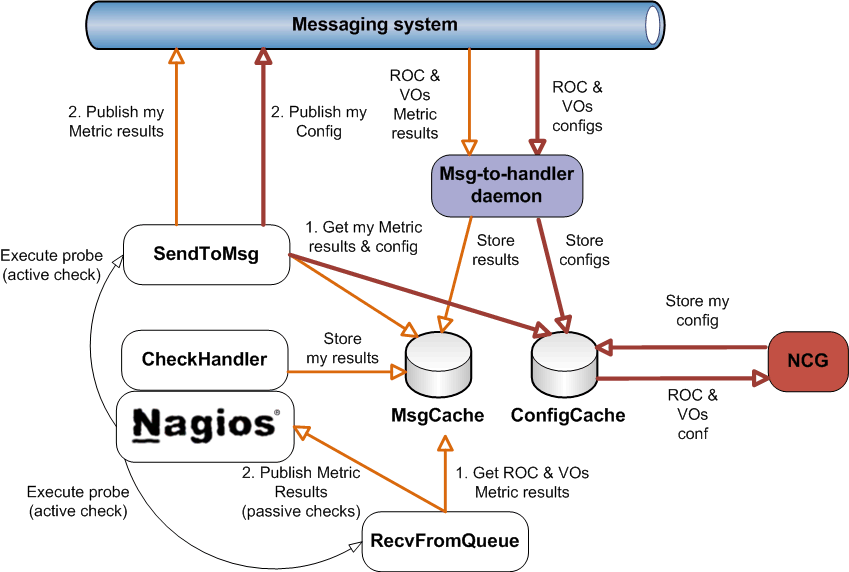 Messaging system
2. Publish my
Metric results
2. Publish my
Config
ROC &
VOs
Metric
results
ROC &
VOs
configs
Msg-to-handler
daemon
1. Get my Metric
results & config
Store
results
Store
configs
Execute probe
(active check)
SendToMsg
Store my
config
CheckHandler
Store
my results
NCG
MsgCache
ConfigCache
ROC &
VOs
conf
Nagios®
2. Publish Metric
Results
(passive checks)
1. Get ROC & VOs
Metric results
Execute probe
(active check)
RecvFromQueue